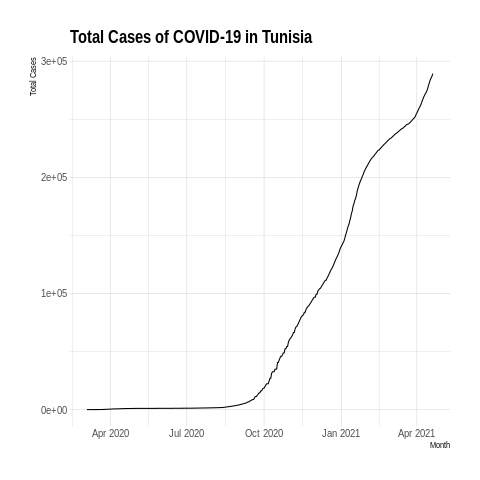 Total Cases of COVID-19 in Tunisia
Total Cases
3e+05
2e+05
1e+05
0e+00
Apr 2020 Jul 2020 Oct 2020 Jan 2021 Apr 2021
Month